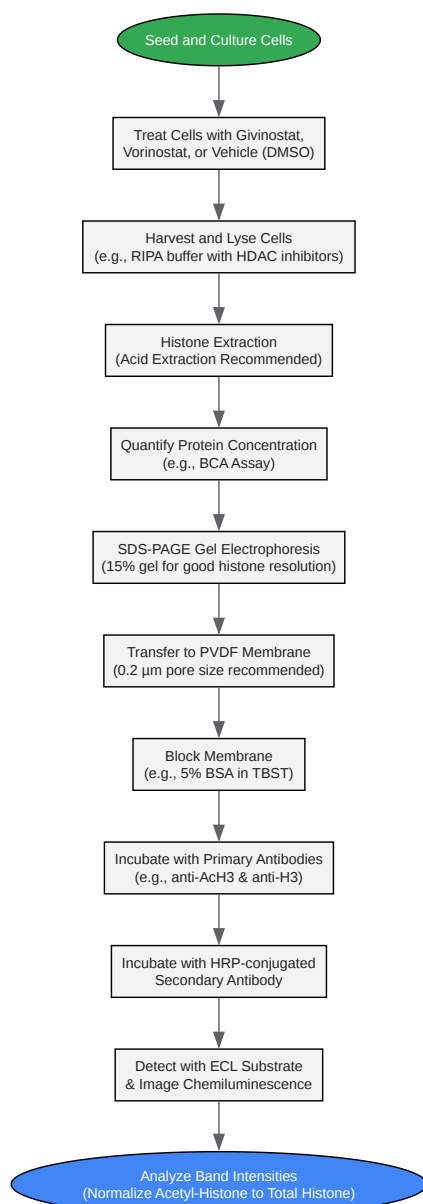 Seed and Culture Cells
Treat Cells with Givinostat,
Vorinostat, or Vehicle (DMSO)
Harvest and Lyse Cells
(e.g., RIPA buffer with HDAC inhibitors)
Histone Extraction
(Acid Extraction Recommended)
Quantify Protein Concentration
(e.g., BCA Assay)
SDS-PAGE Gel Electrophoresis
(15% gel for good histone resolution)
Transfer to PVDF Membrane
(0.2 µm pore size recommended)
Block Membrane
(e.g., 5% BSA in TBST)
Incubate with Primary Antibodies
(e.g., anti-AcH3 & anti-H3)
Incubate with HRP-conjugated
Secondary Antibody
Detect with ECL Substrate
& Image Chemiluminescence
Analyze Band Intensities
(Normalize Acetyl-Histone to Total Histone)